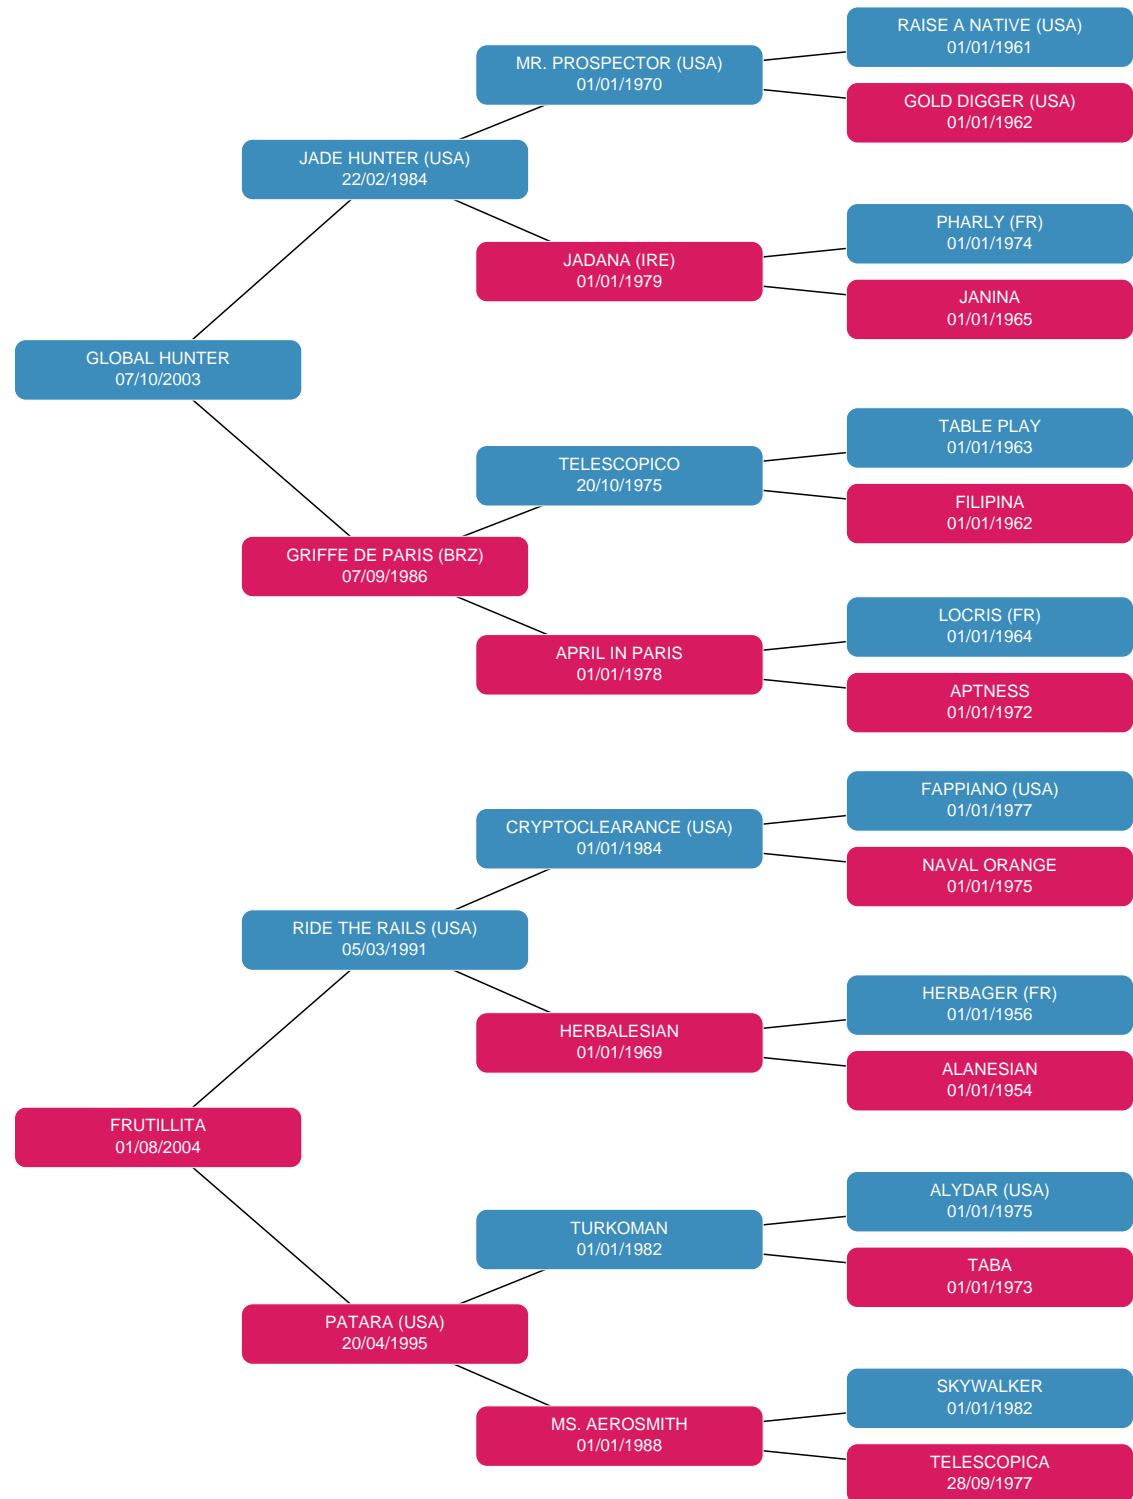 RAISE A NATIVE (USA)
01/01/1961
MR. PROSPECTOR (USA)
01/01/1970
GOLD DIGGER (USA)
01/01/1962
JADE HUNTER (USA)
22/02/1984
PHARLY (FR)
01/01/1974
JADANA (IRE)
01/01/1979
JANINA
01/01/1965
GLOBAL HUNTER
07/10/2003
TABLE PLAY
01/01/1963
TELESCOPICO
20/10/1975
FILIPINA
01/01/1962
GRIFFE DE PARIS (BRZ)
07/09/1986
LOCRIS (FR)
01/01/1964
APRIL IN PARIS
01/01/1978
APTNESS
01/01/1972
FAPPIANO (USA)
01/01/1977
CRYPTOCLEARANCE (USA)
01/01/1984
NAVAL ORANGE
01/01/1975
RIDE THE RAILS (USA)
05/03/1991
HERBAGER (FR)
01/01/1956
HERBALESIAN
01/01/1969
ALANESIAN
01/01/1954
FRUTILLITA
01/08/2004
ALYDAR (USA)
01/01/1975
TURKOMAN
01/01/1982
TABA
01/01/1973
PATARA (USA)
20/04/1995
SKYWALKER
01/01/1982
MS. AEROSMITH
01/01/1988
TELESCOPICA
28/09/1977